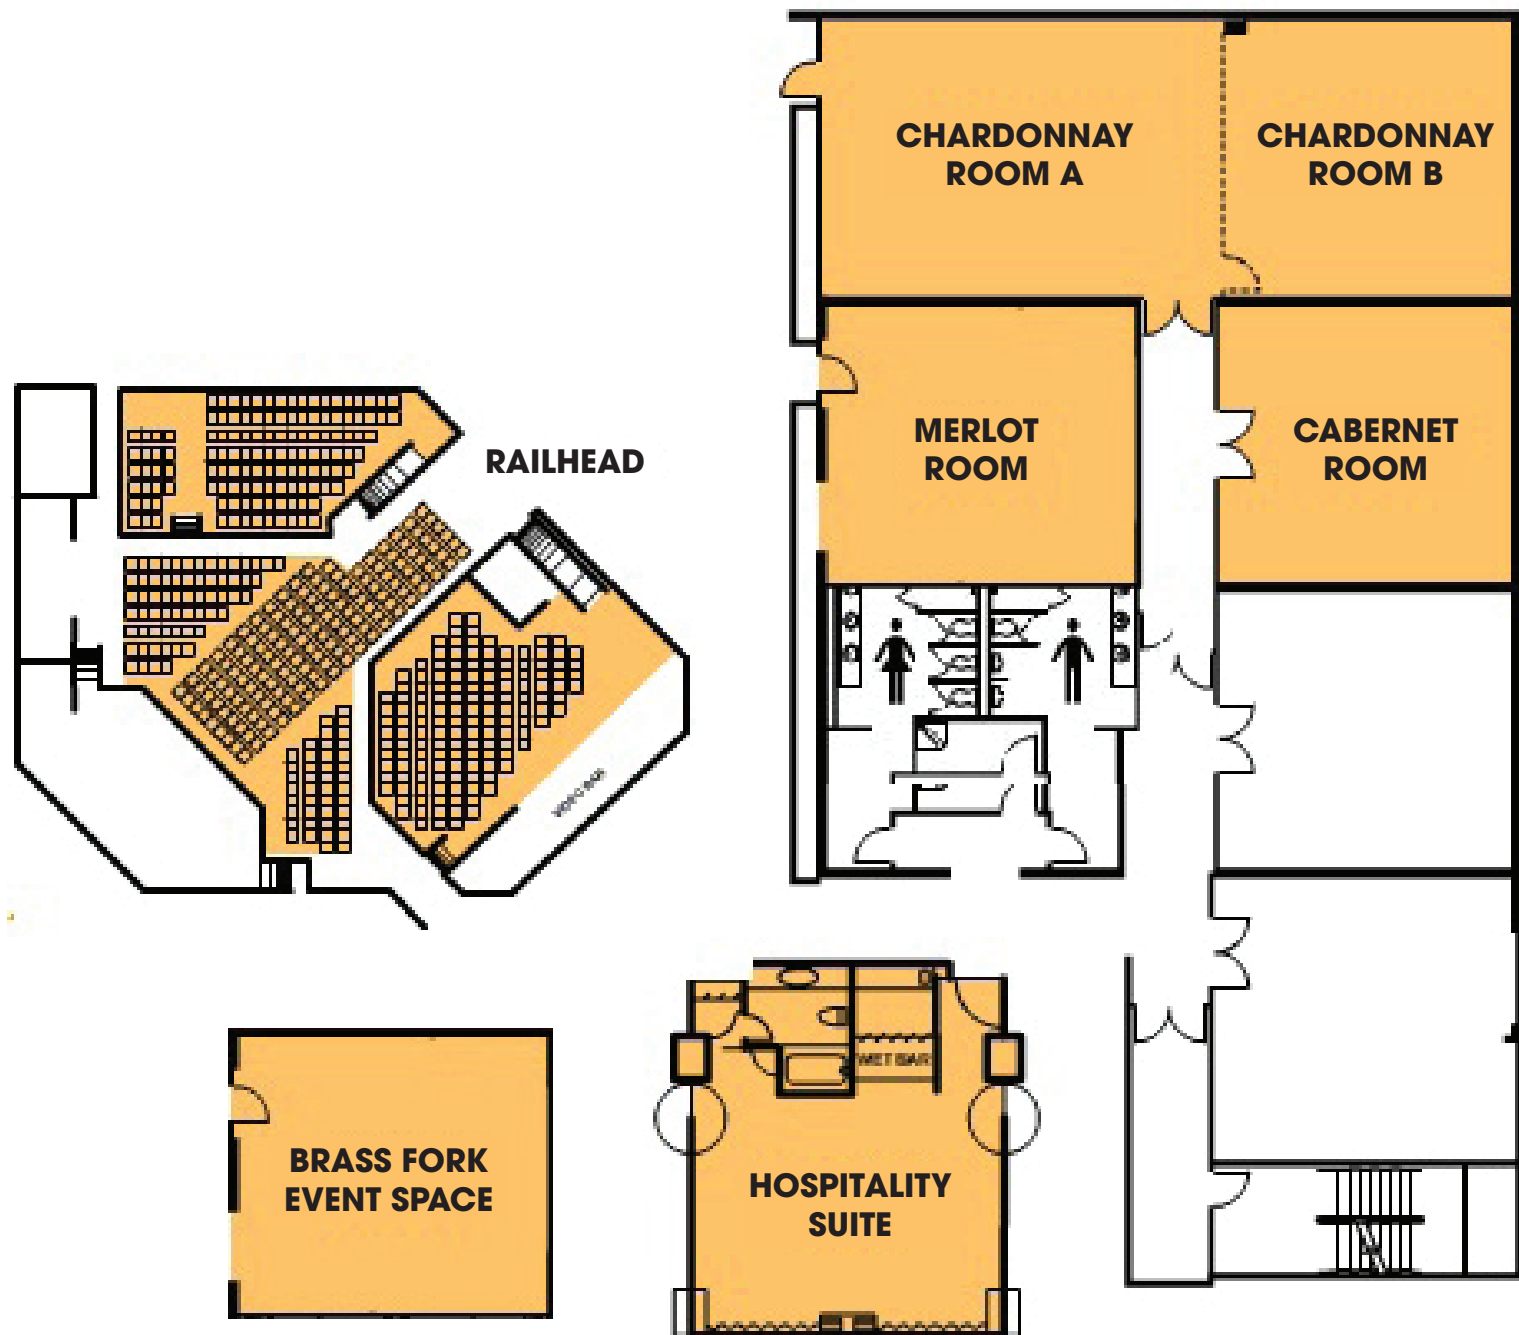 CHARDONNAY
ROOM A
CHARDONNAY
ROOM B
MERLOT
ROOM
CABERNET
ROOM
RAILHEAD
WET BAR
BRASS FORK
EVENT SPACE
HOSPITALITY
SUITE